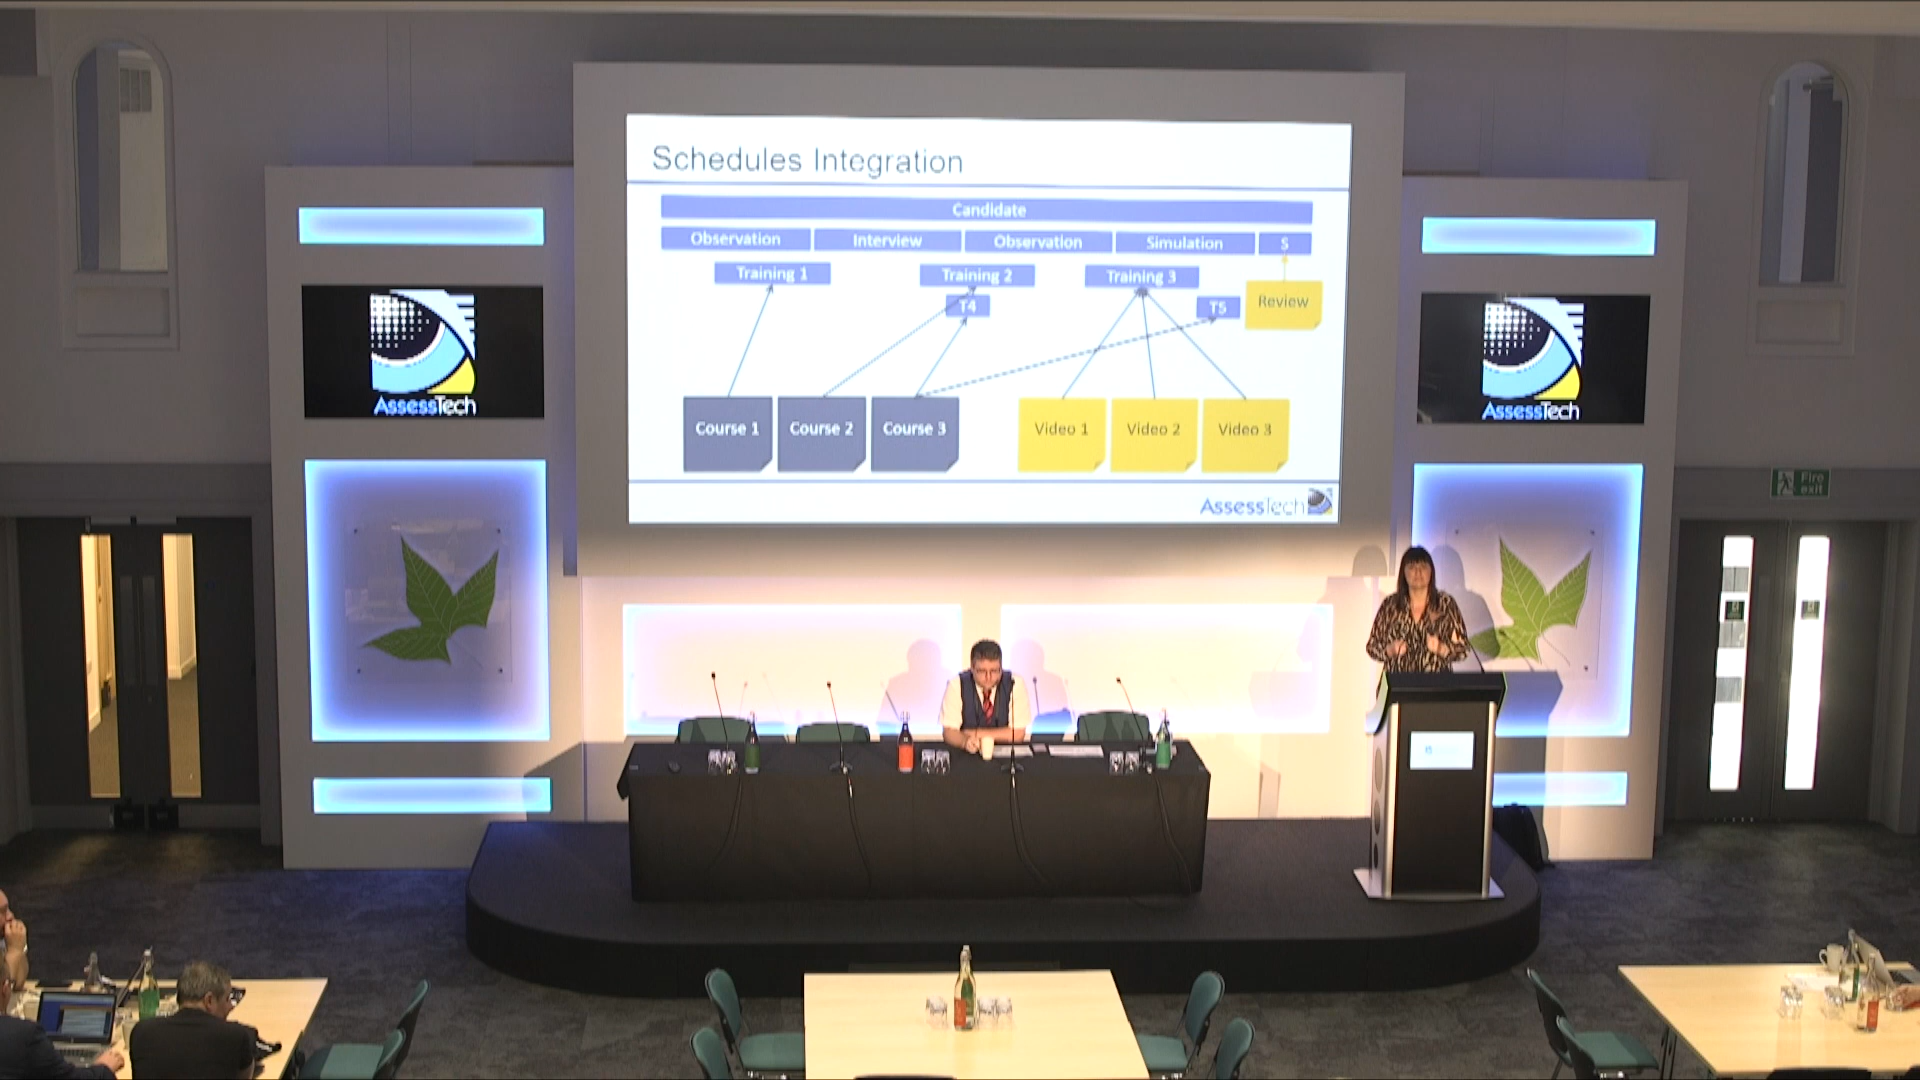 Schedules Integration
Candidate
Observation Interview Observation Simulation S
Training 1 Training 2 Training 3
T4 T5 Review
Course 1 Course 2 Course 3 Video 1 Video 2 Video 3
AssessTech
AssessTech
AssessTech
Fire
exit